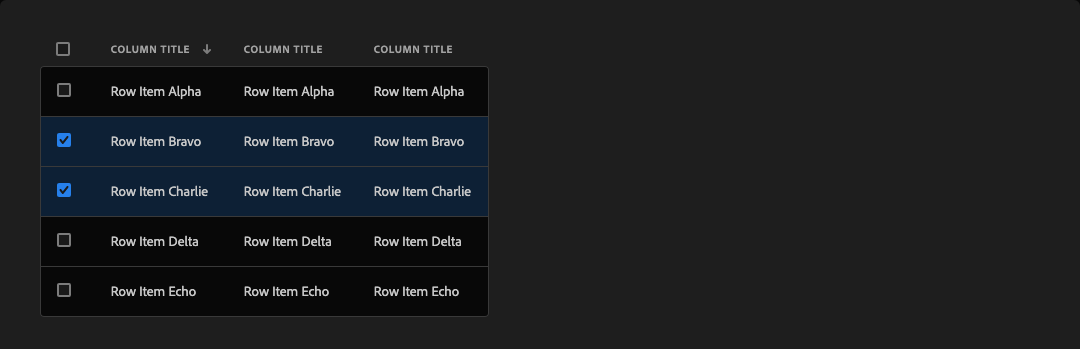 COLUMN TITLE COLUMN TITLE COLUMN TITLE
Row Item Alpha Row Item Alpha Row Item Alpha
Row Item Bravo Row Item Bravo Row Item Bravo
Row Item Charlie Row Item Charlie Row Item Charlie
Row Item Delta Row Item Delta Row Item Delta
Row Item Echo Row Item Echo Row Item Echo